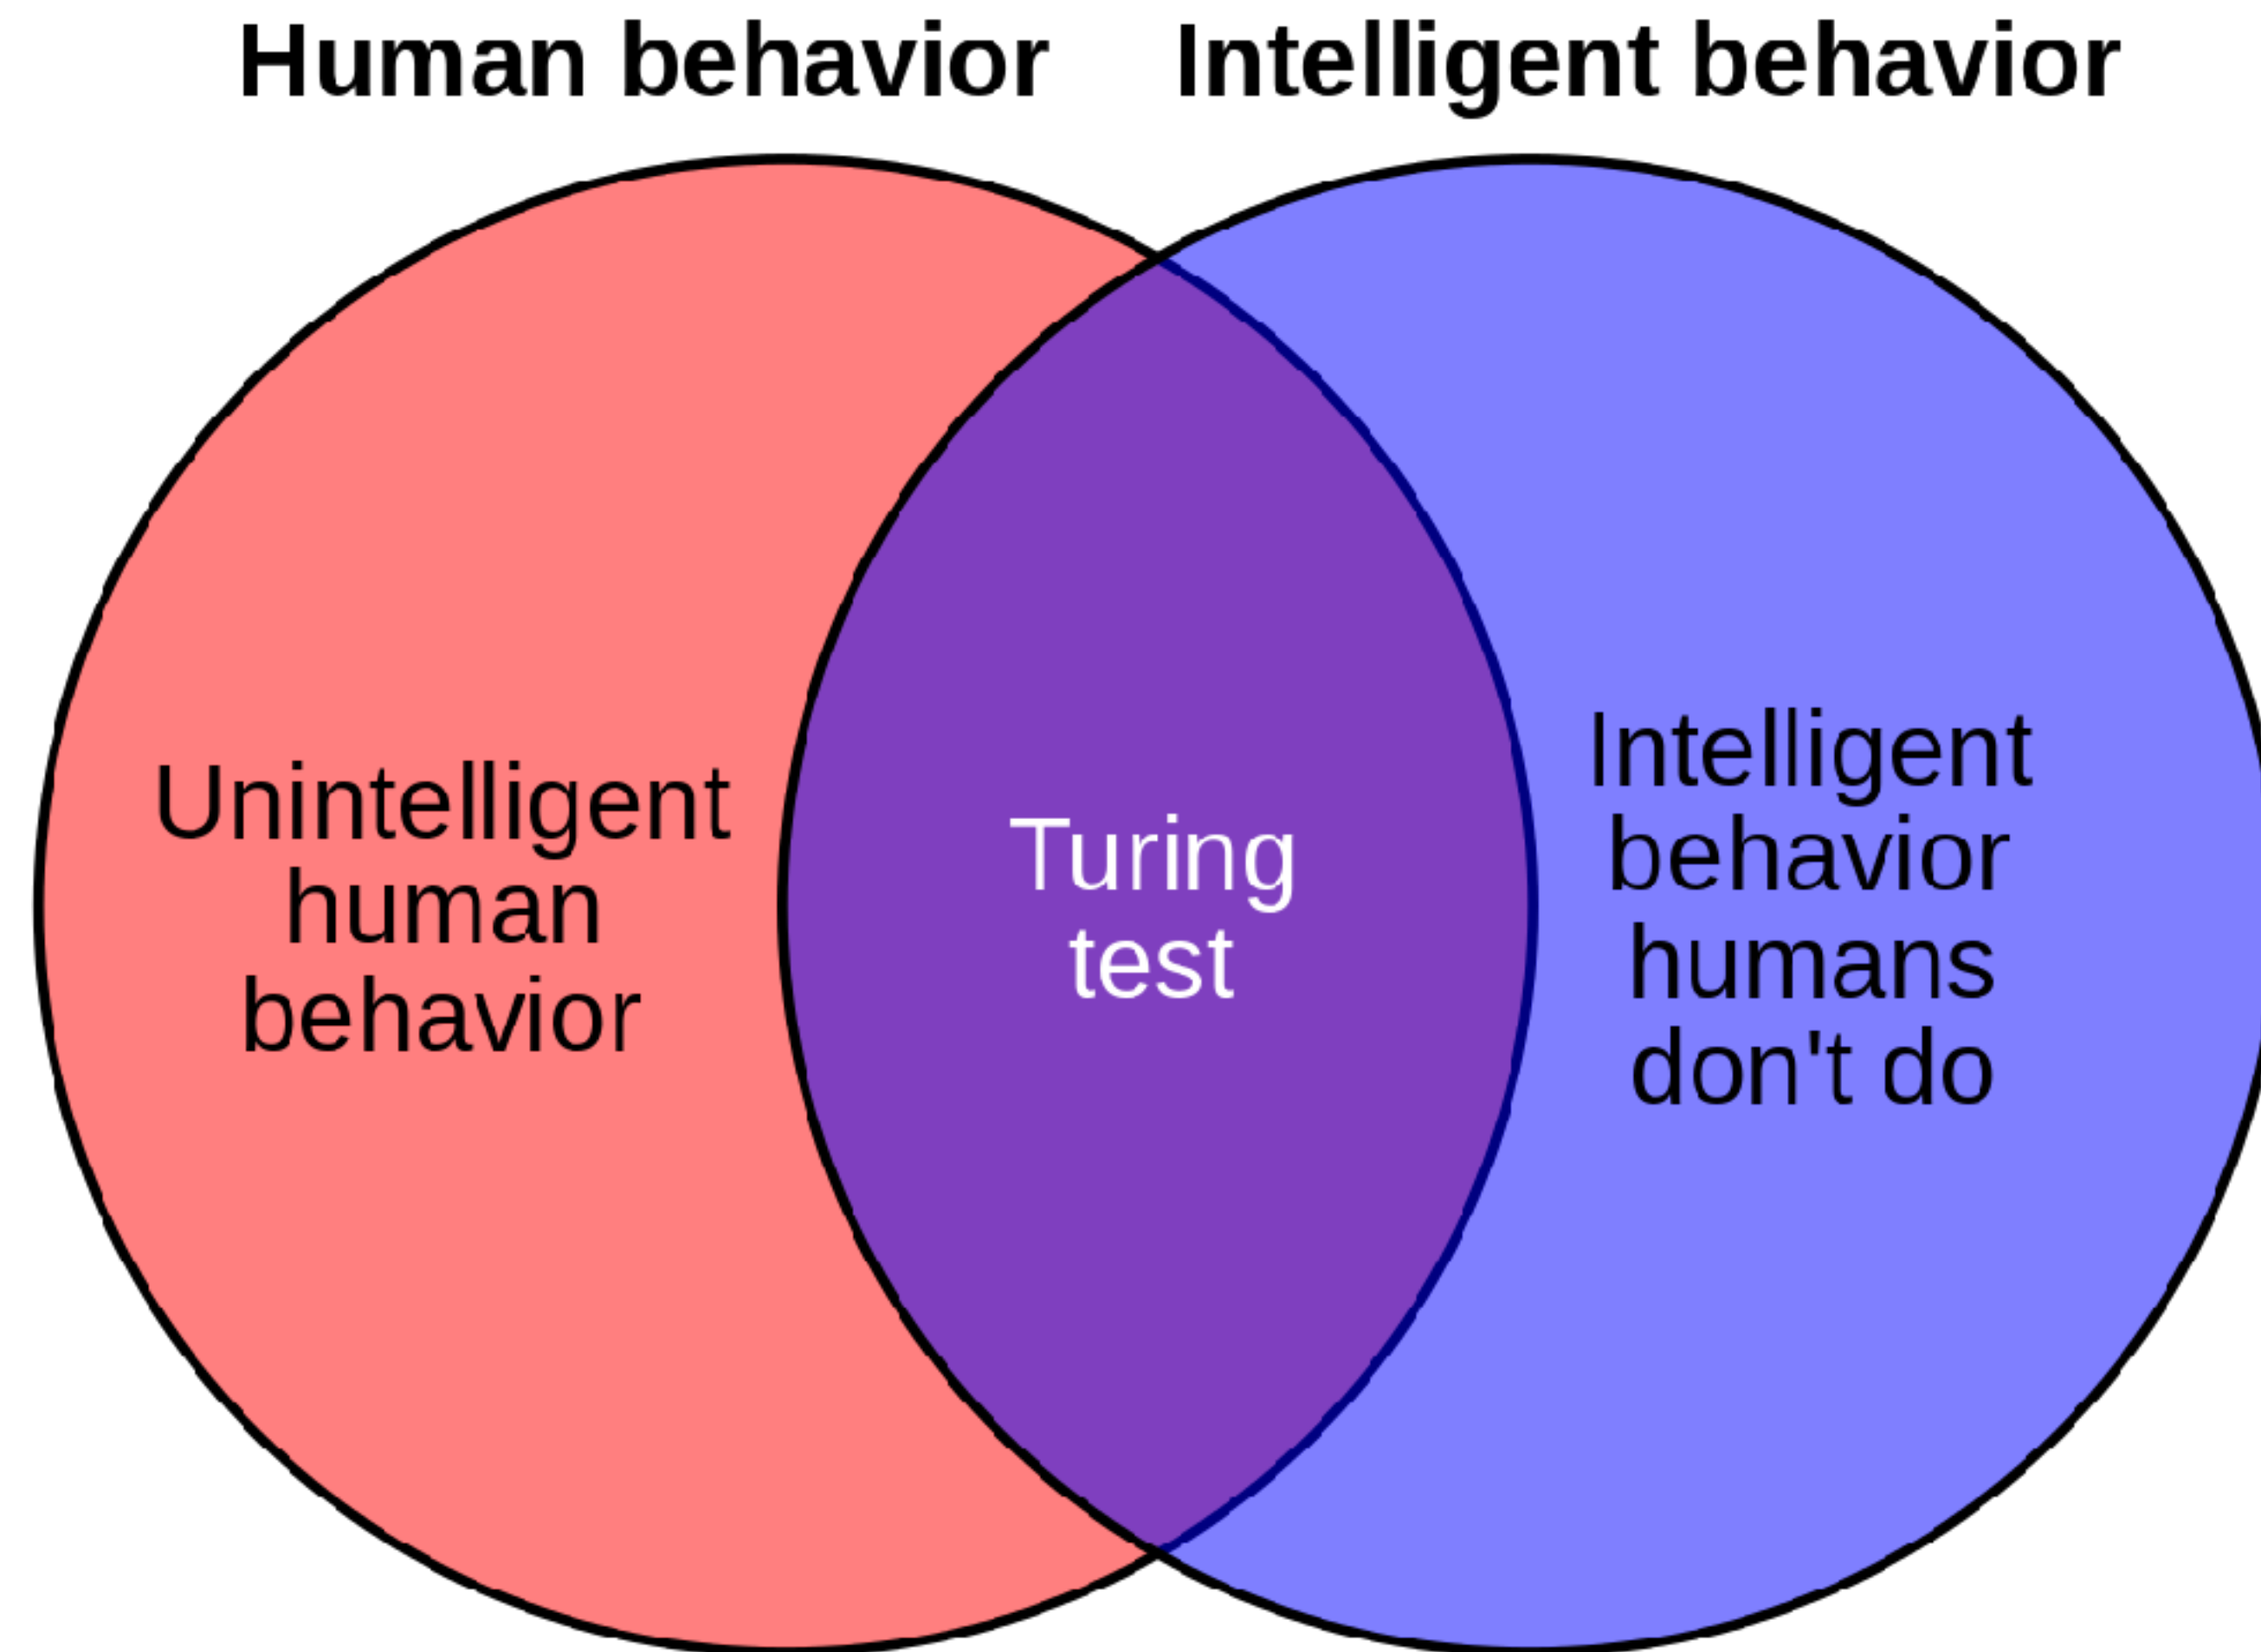 Human behavior
Intelligent behavior
Unintelligent
human
behavior
Turing
test
Intelligent
behavior
humans
don't do